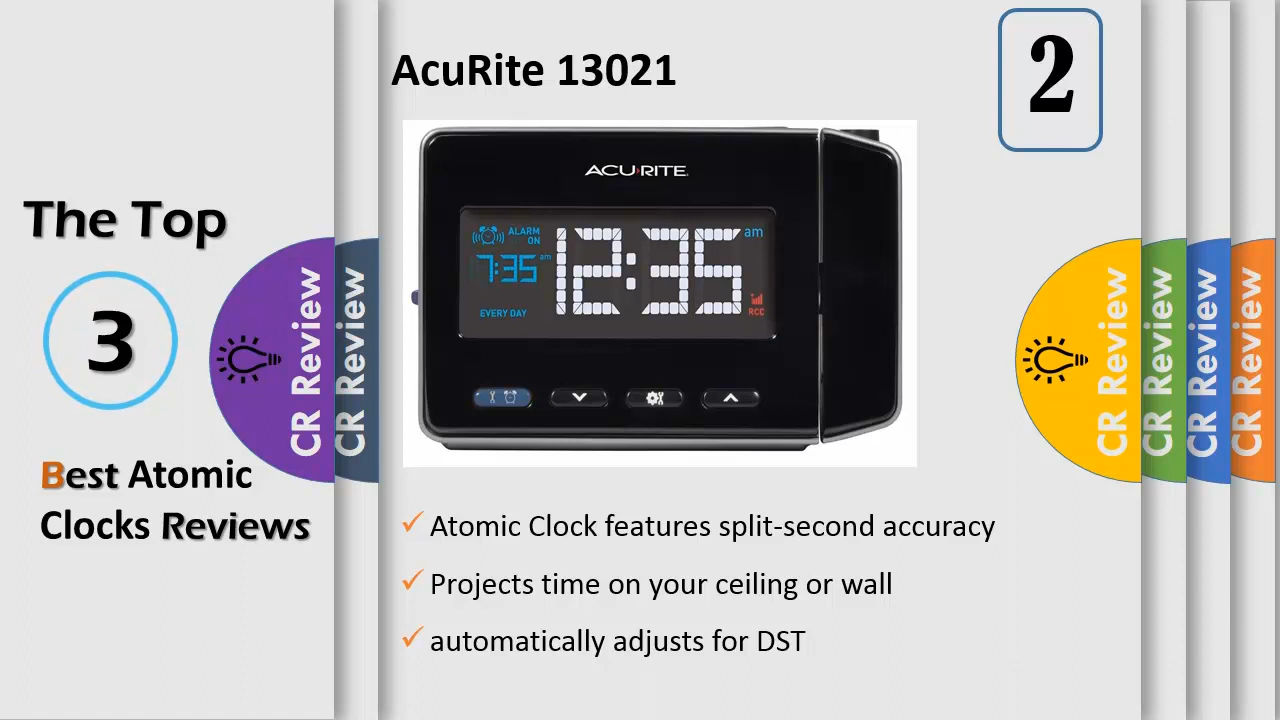 The Top
3
Best Atomic
Clocks Reviews
CR Review
CR Review
AcuRite 13021
2
ACURITE
ALARM
ON
7:35 am
EVERY DAY
12:35 am
RCC
✓ Atomic Clock features split-second accuracy
✓ Projects time on your ceiling or wall
✓ automatically adjusts for DST
CR Review
CR Review
CR Review
CR Review